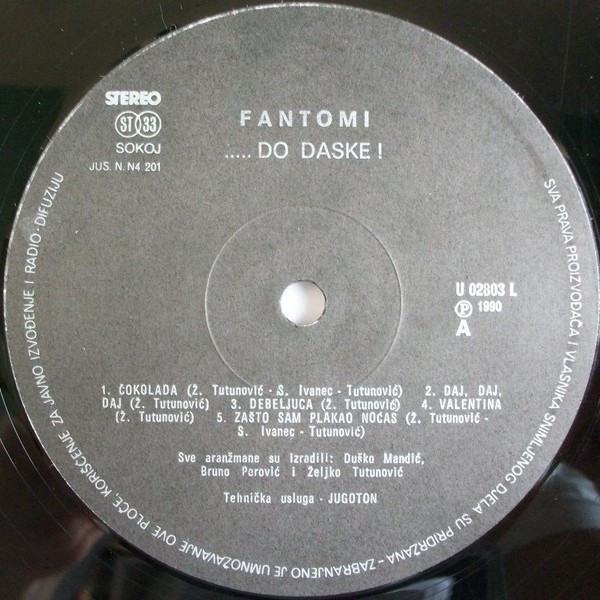 STEREO
ST 33
SOKOJ
JUS. N. N4 201
FANTOMI
..... DO DASKE !
U 02803 L
Ⓟ 1990
A
1. ČOKOLADA (Ž. Tutunović - S. Ivanec - Tutunović) 2. DAJ, DAJ,
DAJ (Ž. Tutunović) 3. DEBELJUCA (Ž. Tutunović) 4. VALENTINA
(Ž. Tutunović) 5. ZAŠTO SAM PLAKAO NOĆAS (Ž. Tutunović -
S. Ivanec - Tutunović)
Sve aranžmane su izradili: Duško Mandić,
Bruno Perović i Željko Tutunović
Tehnička usluga - JUGOTON
SVA PRAVA PROIZVOĐAČA I VLASNIKA SNIMLJENOG DJELA SU PRIDRŽANA - ZABRANJENO JE UMNOŽAVANJE OVE PLOČE, KORIŠĆENJE ZA JAVNO IZVOĐENJE I RADIO-DIFUZIJU